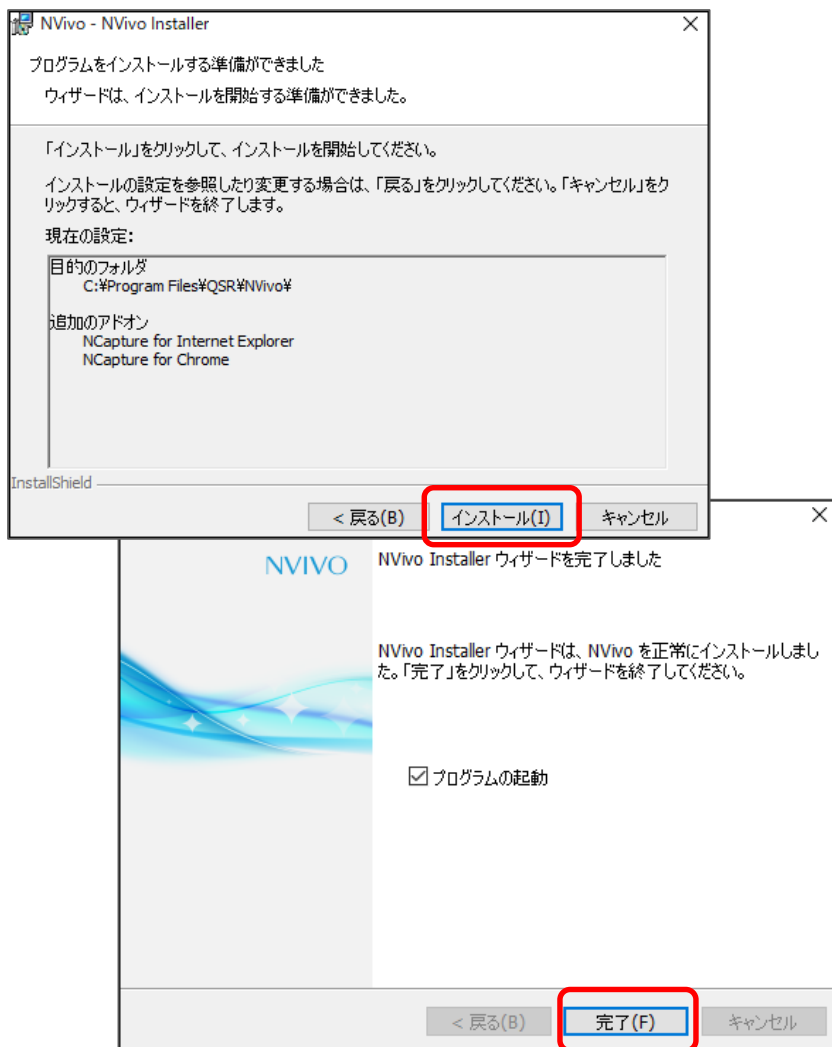 NVivo - NVivo Installer
プログラムをインストールする準備ができました
ウィザードは、インストールを開始する準備ができました。
「インストール」をクリックして、インストールを開始してください。
インストールの設定を参照したり変更する場合は、「戻る」をクリックしてください。「キャンセル」をク
リックすると、ウィザードを終了します。
現在の設定:
目的のフォルダ
C:¥Program Files¥QSR¥NVivo¥
追加のアドオン
NCapture for Internet Explorer
NCapture for Chrome
InstallShield
< 戻る(B) インストール(I) キャンセル
NVIVO
NVivo Installer ウィザードを完了しました
NVivo Installer ウィザードは、NVivo を正常にインストールしまし
た。「完了」をクリックして、ウィザードを終了してください。
プログラムの起動
< 戻る(B) 完了(F) キャンセル